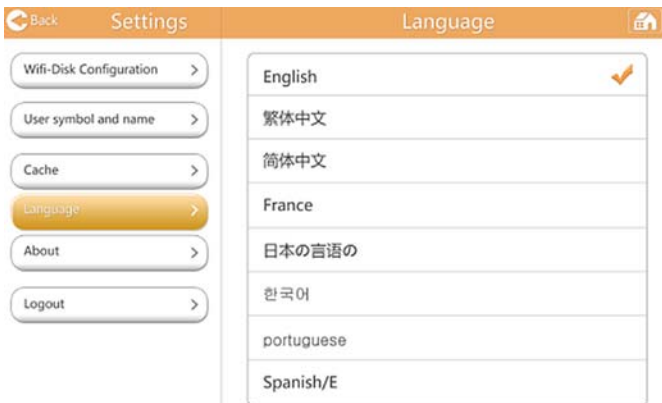 Back
Settings
Language
Wifi-Disk Configuration
User symbol and name
Cache
Language
About
Logout
English
繁体中文
简体中文
France
日本の言语の
한국어
portuguese
Spanish/E